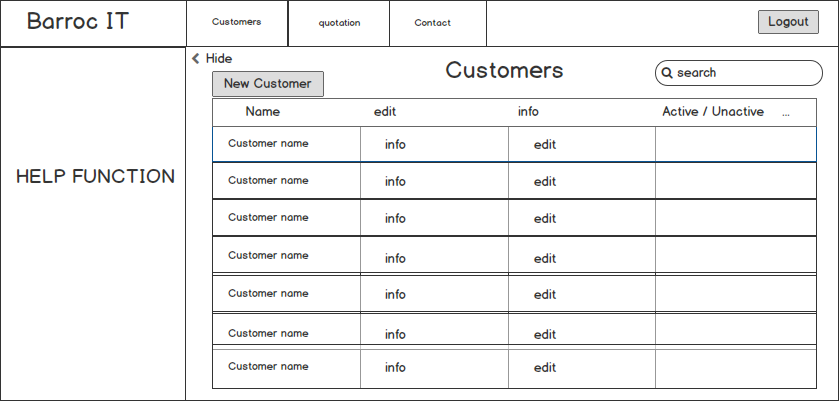 Barroc IT
Customers
quotation
Contact
Logout
Hide
New Customer
Customers
search
HELP FUNCTION
Name edit info Active / Unactive ...
Customer name info edit
Customer name info edit
Customer name info edit
Customer name info edit
Customer name info edit
Customer name info edit
Customer name info edit